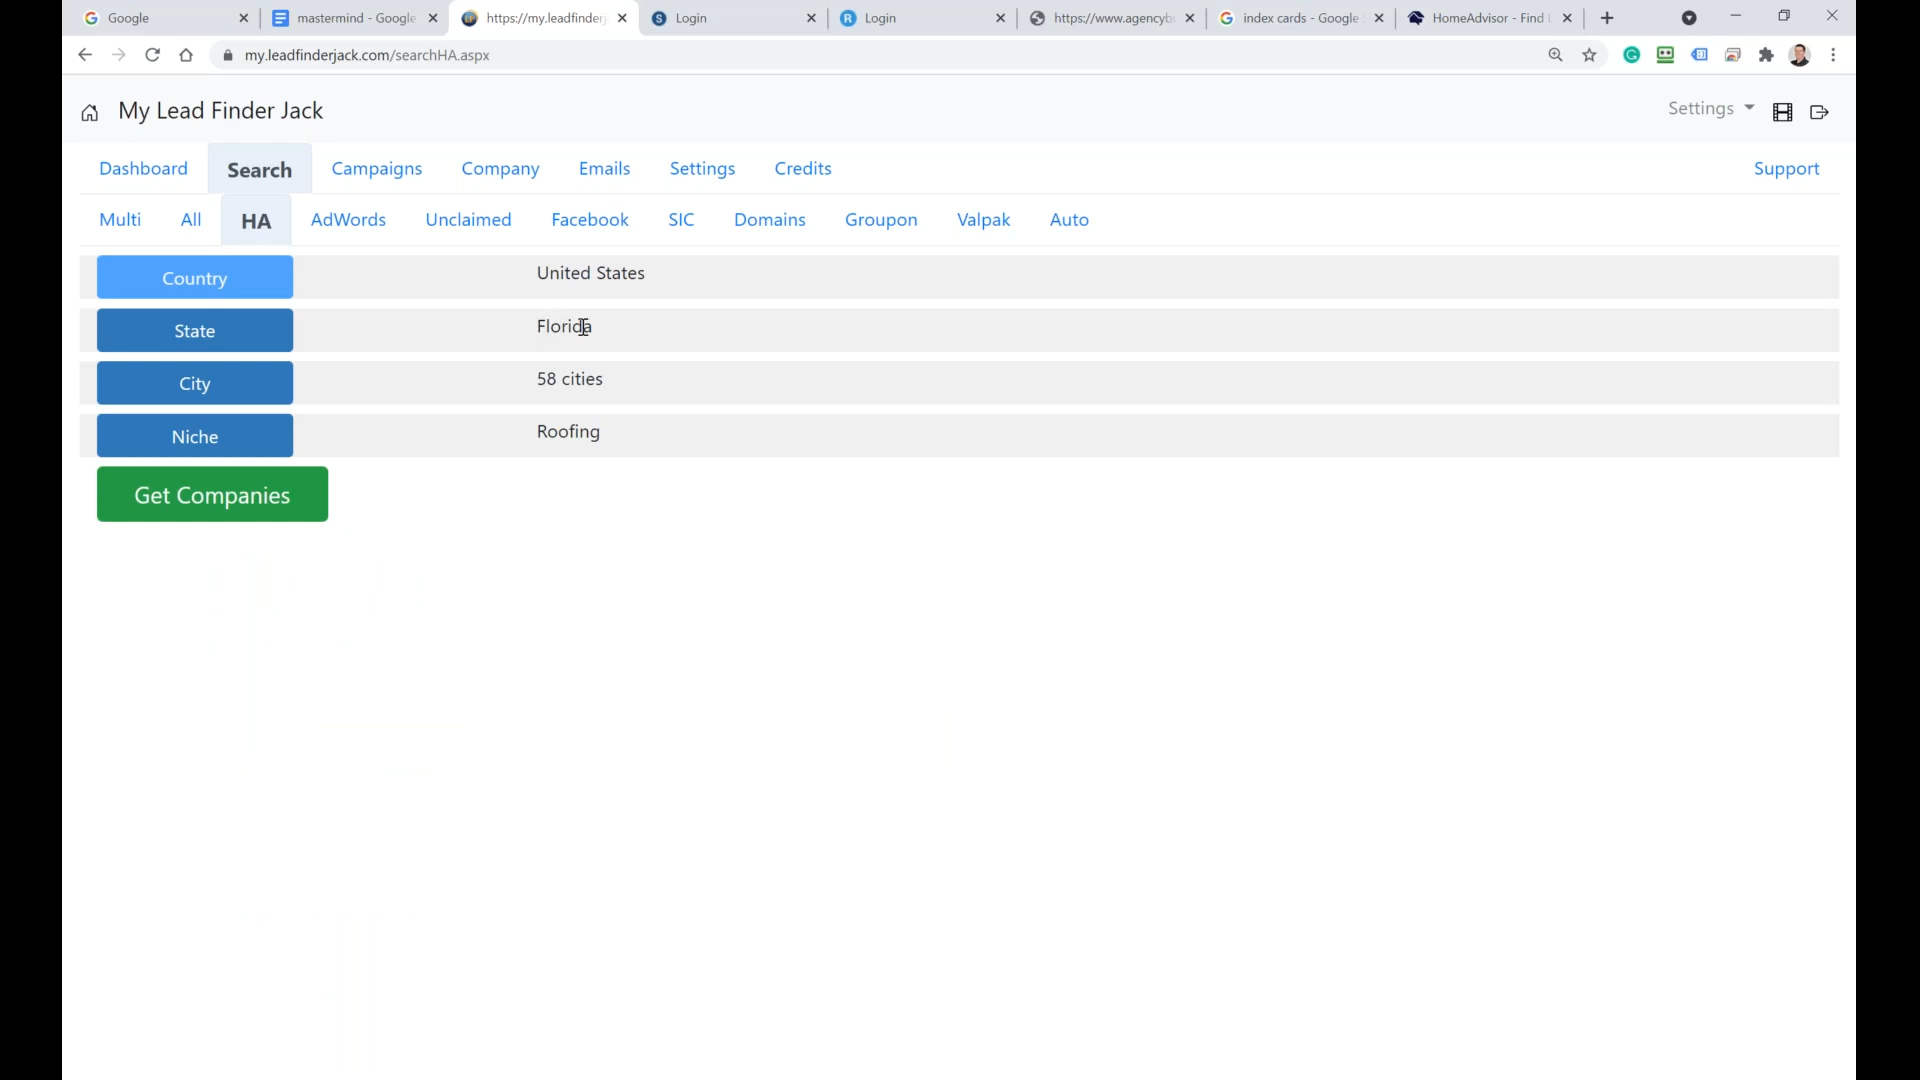 Google
mastermind - Google
https://my.leadfinderj
Login
Login
https://www.agencyb
index cards - Google
HomeAdvisor - Find
my.leadfinderjack.com/searchHA.aspx
My Lead Finder Jack
Settings
Dashboard
Search
Campaigns
Company
Emails
Settings
Credits
Support
Multi
All
HA
AdWords
Unclaimed
Facebook
SIC
Domains
Groupon
Valpak
Auto
Country
United States
State
Florida
City
58 cities
Niche
Roofing
Get Companies